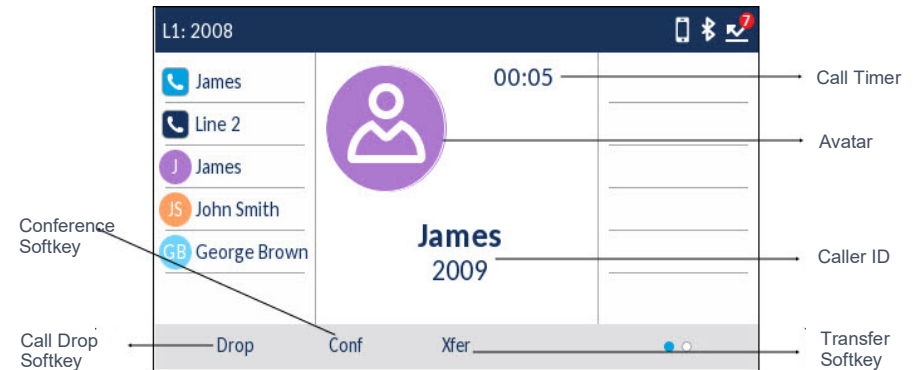 L1: 2008
7
James
00:05
Call Timer
Line 2
Avatar
J
James
JS
John Smith
Conference
Softkey
GB
George Brown
James
2009
Caller ID
Call Drop
Softkey
Drop
Conf
Xfer
Transfer
Softkey